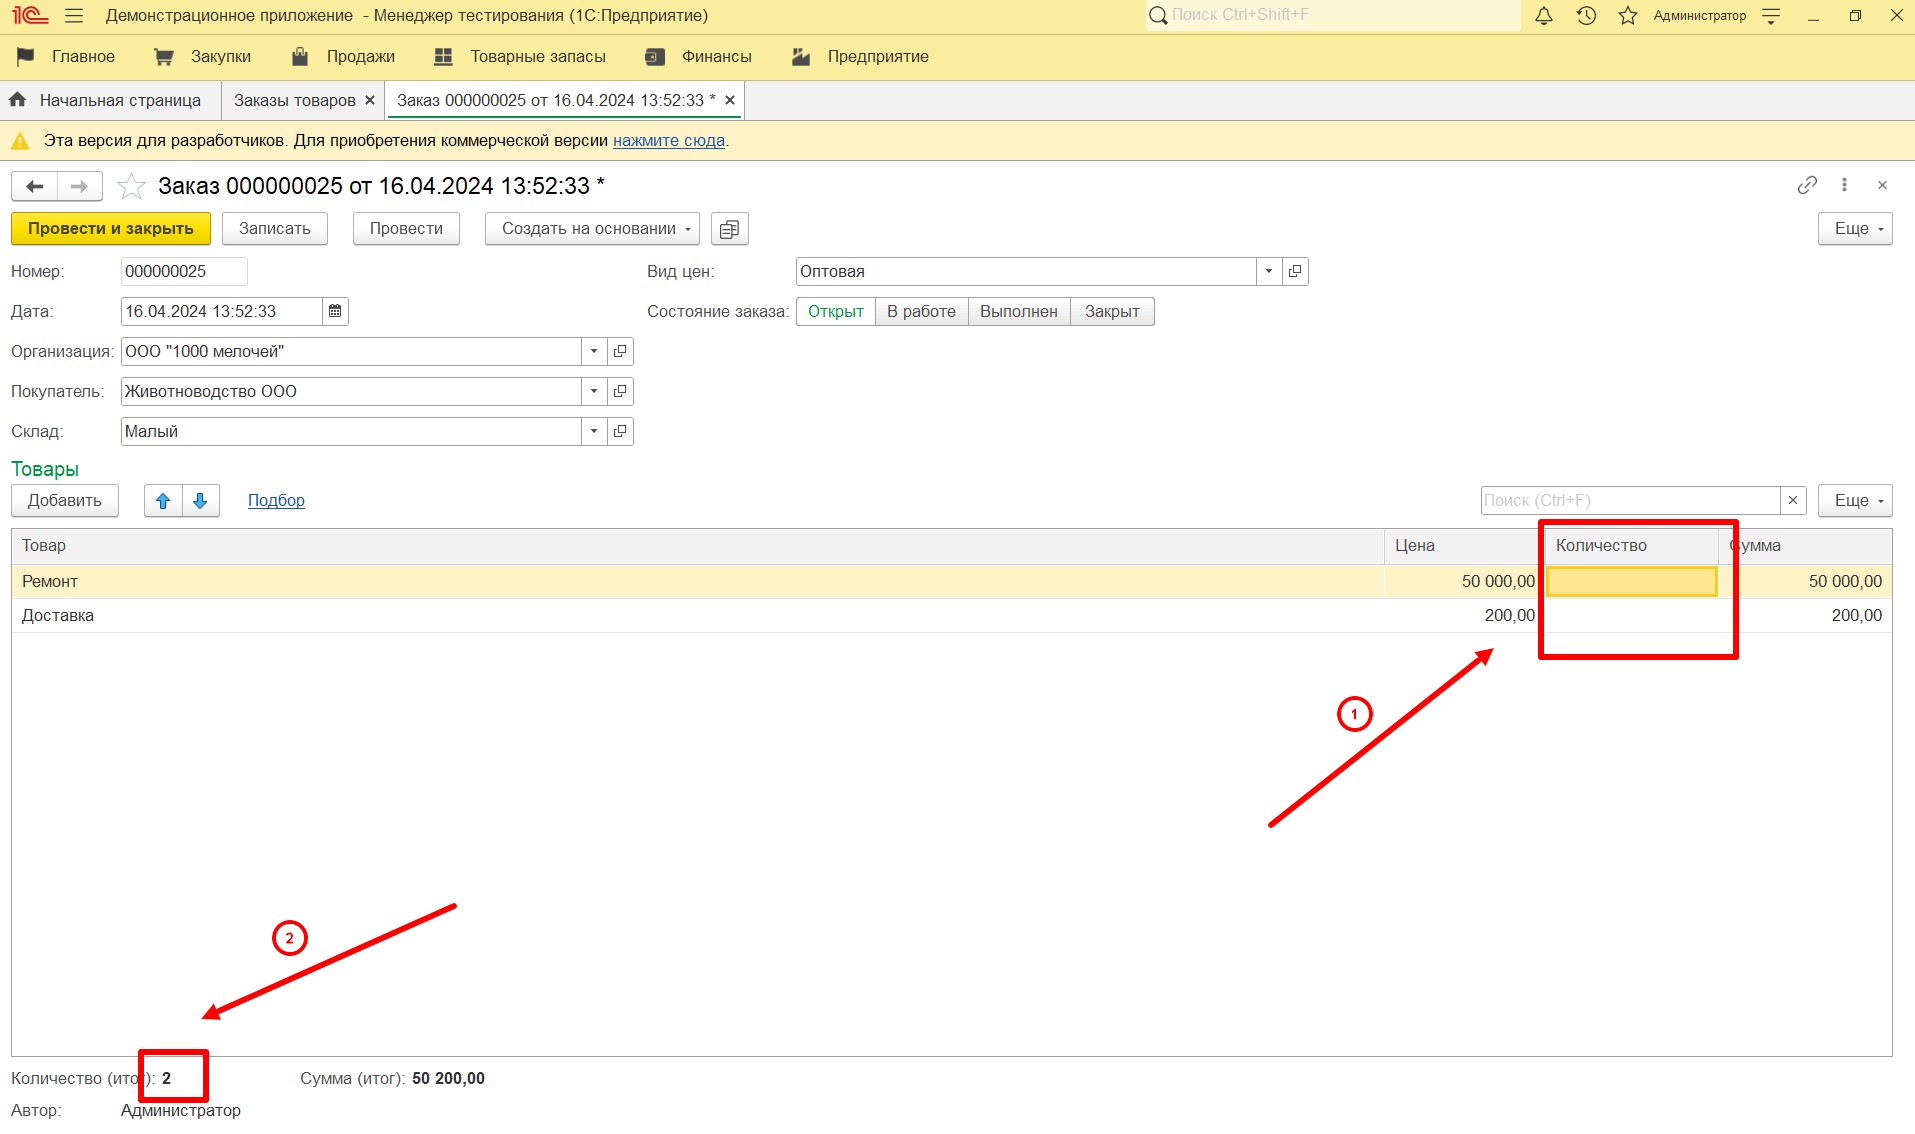 1С Демонстрационное приложение - Менеджер тестирования (1С:Предприятие) Поиск Ctrl+Shift+F Администратор
Главное Закупки Продажи Товарные запасы Финансы Предприятие
Начальная страница Заказы товаров × Заказ 000000025 от 16.04.2024 13:52:33 * ×
Эта версия для разработчиков. Для приобретения коммерческой версии нажмите сюда.
Заказ 000000025 от 16.04.2024 13:52:33 *
Провести и закрыть Записать Провести Создать на основании Еще
Номер: 000000025 Вид цен: Оптовая
Дата: 16.04.2024 13:52:33 Состояние заказа: Открыт В работе Выполнен Закрыт
Организация: ООО "1000 мелочей"
Покупатель: Животноводство ООО
Склад: Малый
Товары
Добавить Подбор Поиск (Ctrl+F) × Еще
Товар Цена Количество Сумма
Ремонт 50 000,00 50 000,00
Доставка 200,00 200,00
1
2
Количество (итог): 2 Сумма (итог): 50 200,00
Автор: Администратор